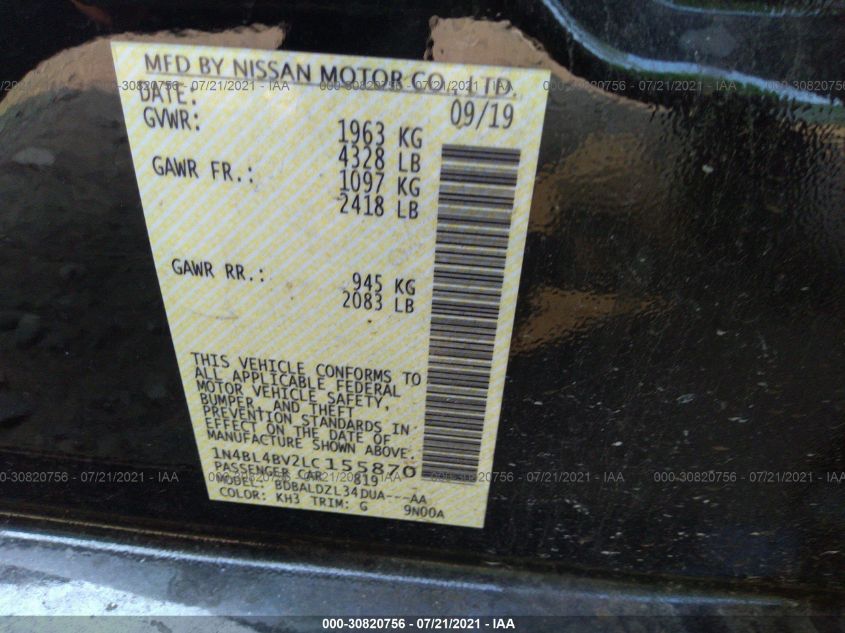 MFD BY NISSAN MOTOR CO., LTD.
DATE: 09/19
GVWR: 1963 KG
4328 LB
GAWR FR.: 1097 KG
2418 LB
GAWR RR.: 945 KG
2083 LB
THIS VEHICLE CONFORMS TO
ALL APPLICABLE FEDERAL
MOTOR VEHICLE SAFETY,
BUMPER, AND THEFT
PREVENTION STANDARDS IN
EFFECT ON THE DATE OF
MANUFACTURE SHOWN ABOVE.
1N4BL4BV2LC155870
PASSENGER CAR 819
MODEL: BDBALDZL34DUA---AA
COLOR: KH3 TRIM: G 9N00A
000-30820756 - 07/21/2021 - IAA